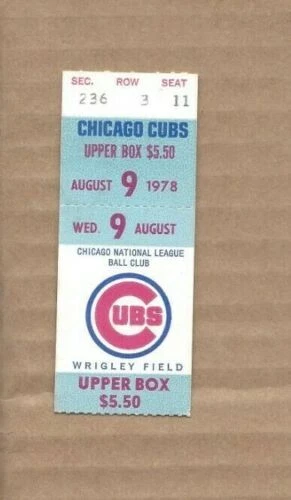 SEC. ROW SEAT
236 3 11
CHICAGO CUBS
UPPER BOX $5.50
AUGUST 9 1978
WED. 9 AUGUST
CHICAGO NATIONAL LEAGUE
BALL CLUB
CUBS
WRIGLEY FIELD
UPPER BOX
$5.50